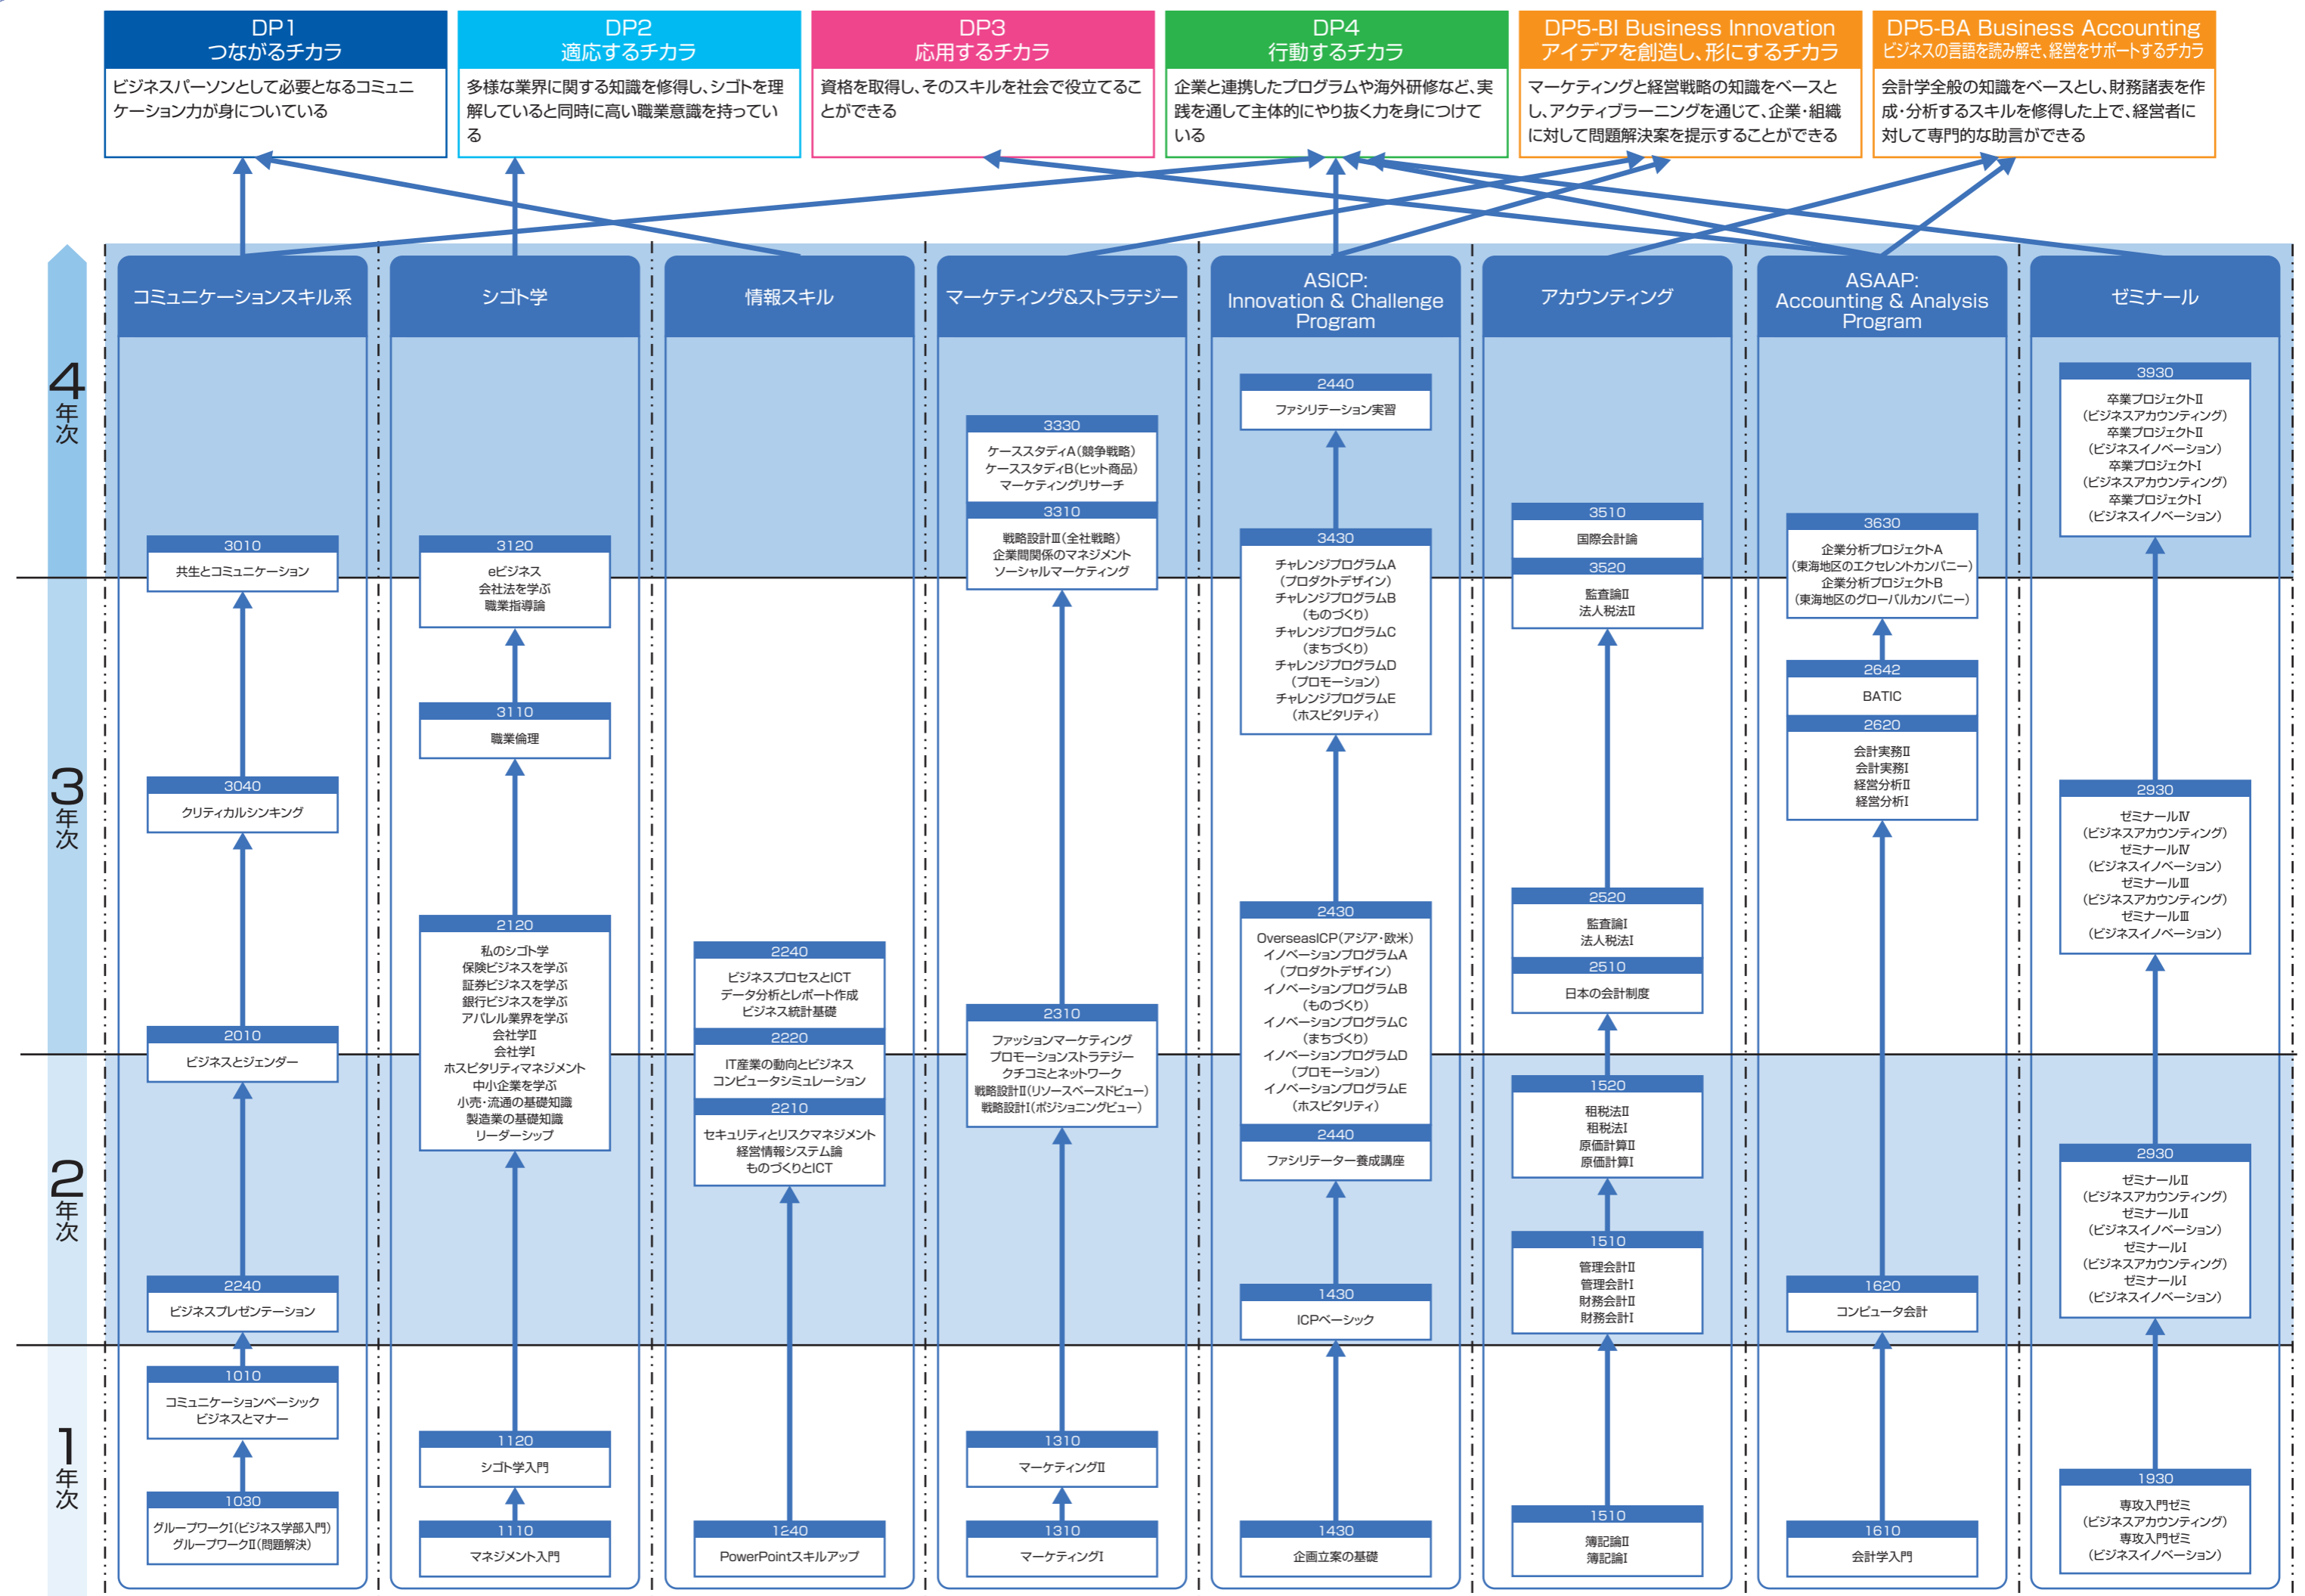 DP1
つながるチカラ
ビジネスパーソンとして必要となるコミュニ
ケーション力が身についている
DP2
適応するチカラ
多様な業界に関する知識を修得し、シゴトを理
解していると同時に高い職業意識を持ってい
る
DP3
応用するチカラ
資格を取得し、そのスキルを社会で役立てるこ
とができる
DP4
行動するチカラ
企業と連携したプログラムや海外研修など、実
践を通して主体的にやり抜く力を身につけて
いる
DP5-BI Business Innovation
アイデアを創造し、形にするチカラ
マーケティングと経営戦略の知識をベースと
し、アクティブラーニングを通じて、企業・組織
に対して問題解決案を提示することができる
DP5-BA Business Accounting
ビジネスの言語を読み解き、経営をサポートするチカラ
会計学全般の知識をベースとし、財務諸表を作
成・分析するスキルを修得した上で、経営者に
対して専門的な助言ができる
4年次
3年次
2年次
1年次
コミュニケーションスキル系
3010
共生とコミュニケーション
3040
クリティカルシンキング
2010
ビジネスとジェンダー
2240
ビジネスプレゼンテーション
1010
コミュニケーションベーシック
ビジネスとマナー
1030
グループワークⅠ(ビジネス学部入門)
グループワークⅡ(問題解決)
シゴト学
3120
eビジネス
会社法を学ぶ
職業指導論
3110
職業倫理
2120
私のシゴト学
保険ビジネスを学ぶ
証券ビジネスを学ぶ
銀行ビジネスを学ぶ
アパレル業界を学ぶ
会社学Ⅱ
会社学Ⅰ
ホスピタリティマネジメント
中小企業を学ぶ
小売・流通の基礎知識
製造業の基礎知識
リーダーシップ
1120
シゴト学入門
1110
マネジメント入門
情報スキル
2240
ビジネスプロセスとICT
データ分析とレポート作成
ビジネス統計基礎
2220
IT産業の動向とビジネス
コンピュータシミュレーション
2210
セキュリティとリスクマネジメント
経営情報システム論
ものづくりとICT
1240
PowerPointスキルアップ
マーケティング&ストラテジー
3330
ケーススタディA(競争戦略)
ケーススタディB(ヒット商品)
マーケティングリサーチ
3310
戦略設計Ⅲ(全社戦略)
企業間関係のマネジメント
ソーシャルマーケティング
2310
ファッションマーケティング
プロモーションストラテジー
クチコミとネットワーク
戦略設計Ⅱ(リソースベースドビュー)
戦略設計Ⅰ(ポジショニングビュー)
1310
マーケティングⅡ
1310
マーケティングⅠ
ASICP:
Innovation & Challenge
Program
2440
ファシリテーション実習
3430
チャレンジプログラムA
(プロダクトデザイン)
チャレンジプログラムB
(ものづくり)
チャレンジプログラムC
(まちづくり)
チャレンジプログラムD
(プロモーション)
チャレンジプログラムE
(ホスピタリティ)
2430
OverseasICP(アジア・欧米)
イノベーションプログラムA
(プロダクトデザイン)
イノベーションプログラムB
(ものづくり)
イノベーションプログラムC
(まちづくり)
イノベーションプログラムD
(プロモーション)
イノベーションプログラムE
(ホスピタリティ)
2440
ファシリテーター養成講座
1430
ICPベーシック
1430
企画立案の基礎
アカウンティング
3510
国際会計論
3520
監査論Ⅱ
法人税法Ⅱ
2520
監査論Ⅰ
法人税法Ⅰ
2510
日本の会計制度
1520
租税法Ⅱ
租税法Ⅰ
原価計算Ⅱ
原価計算Ⅰ
1510
管理会計Ⅱ
管理会計Ⅰ
財務会計Ⅱ
財務会計Ⅰ
1510
簿記論Ⅱ
簿記論Ⅰ
ASAAP:
Accounting & Analysis
Program
3630
企業分析プロジェクトA
(東海地区のエクセレントカンパニー)
企業分析プロジェクトB
(東海地区のグローバルカンパニー)
2642
BATIC
2620
会計実務Ⅱ
会計実務Ⅰ
経営分析Ⅱ
経営分析Ⅰ
1620
コンピュータ会計
1610
会計学入門
ゼミナール
3930
卒業プロジェクトⅡ
(ビジネスアカウンティング)
卒業プロジェクトⅡ
(ビジネスイノベーション)
卒業プロジェクトⅠ
(ビジネスアカウンティング)
卒業プロジェクトⅠ
(ビジネスイノベーション)
2930
ゼミナールⅣ
(ビジネスアカウンティング)
ゼミナールⅣ
(ビジネスイノベーション)
ゼミナールⅢ
(ビジネスアカウンティング)
ゼミナールⅢ
(ビジネスイノベーション)
2930
ゼミナールⅡ
(ビジネスアカウンティング)
ゼミナールⅡ
(ビジネスイノベーション)
ゼミナールⅠ
(ビジネスアカウンティング)
ゼミナールⅠ
(ビジネスイノベーション)
1930
専攻入門ゼミ
(ビジネスアカウンティング)
専攻入門ゼミ
(ビジネスイノベーション)